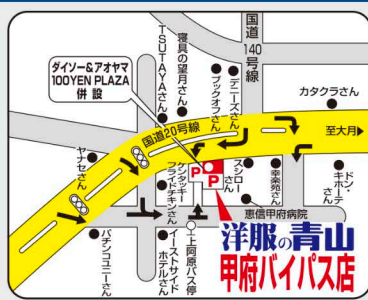 国道140号線
寝具の望月さん
TSUTAYAさん
ブックオフさん
デニーズさん
カタクラさん
ダイソー&アオヤマ
100YEN PLAZA
併設
国道20号線
至大月▶
ヤナセさん
ケンタッキー
フライドチキンさん
P
P
スシローさん
幸楽苑さん
ドン・
キホーテさん
恵信甲府病院
パチンコユニーさん
イーストサイド
ホテルさん
上阿原バス停
洋服の青山
甲府バイパス店